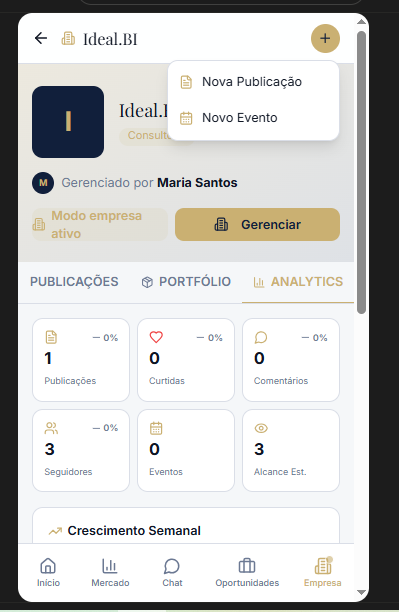 Ideal.BI
Nova Publicação
Novo Evento
I
Ideal.
Consult
M Gerenciado por Maria Santos
Modo empresa
ativo
Gerenciar
PUBLICAÇÕES PORTFÓLIO ANALYTICS
— 0% — 0% — 0%
1 0 0
Publicações Curtidas Comentários
— 0%
3 0 3
Seguidores Eventos Alcance Est.
Crescimento Semanal
Início Mercado Chat Oportunidades Empresa